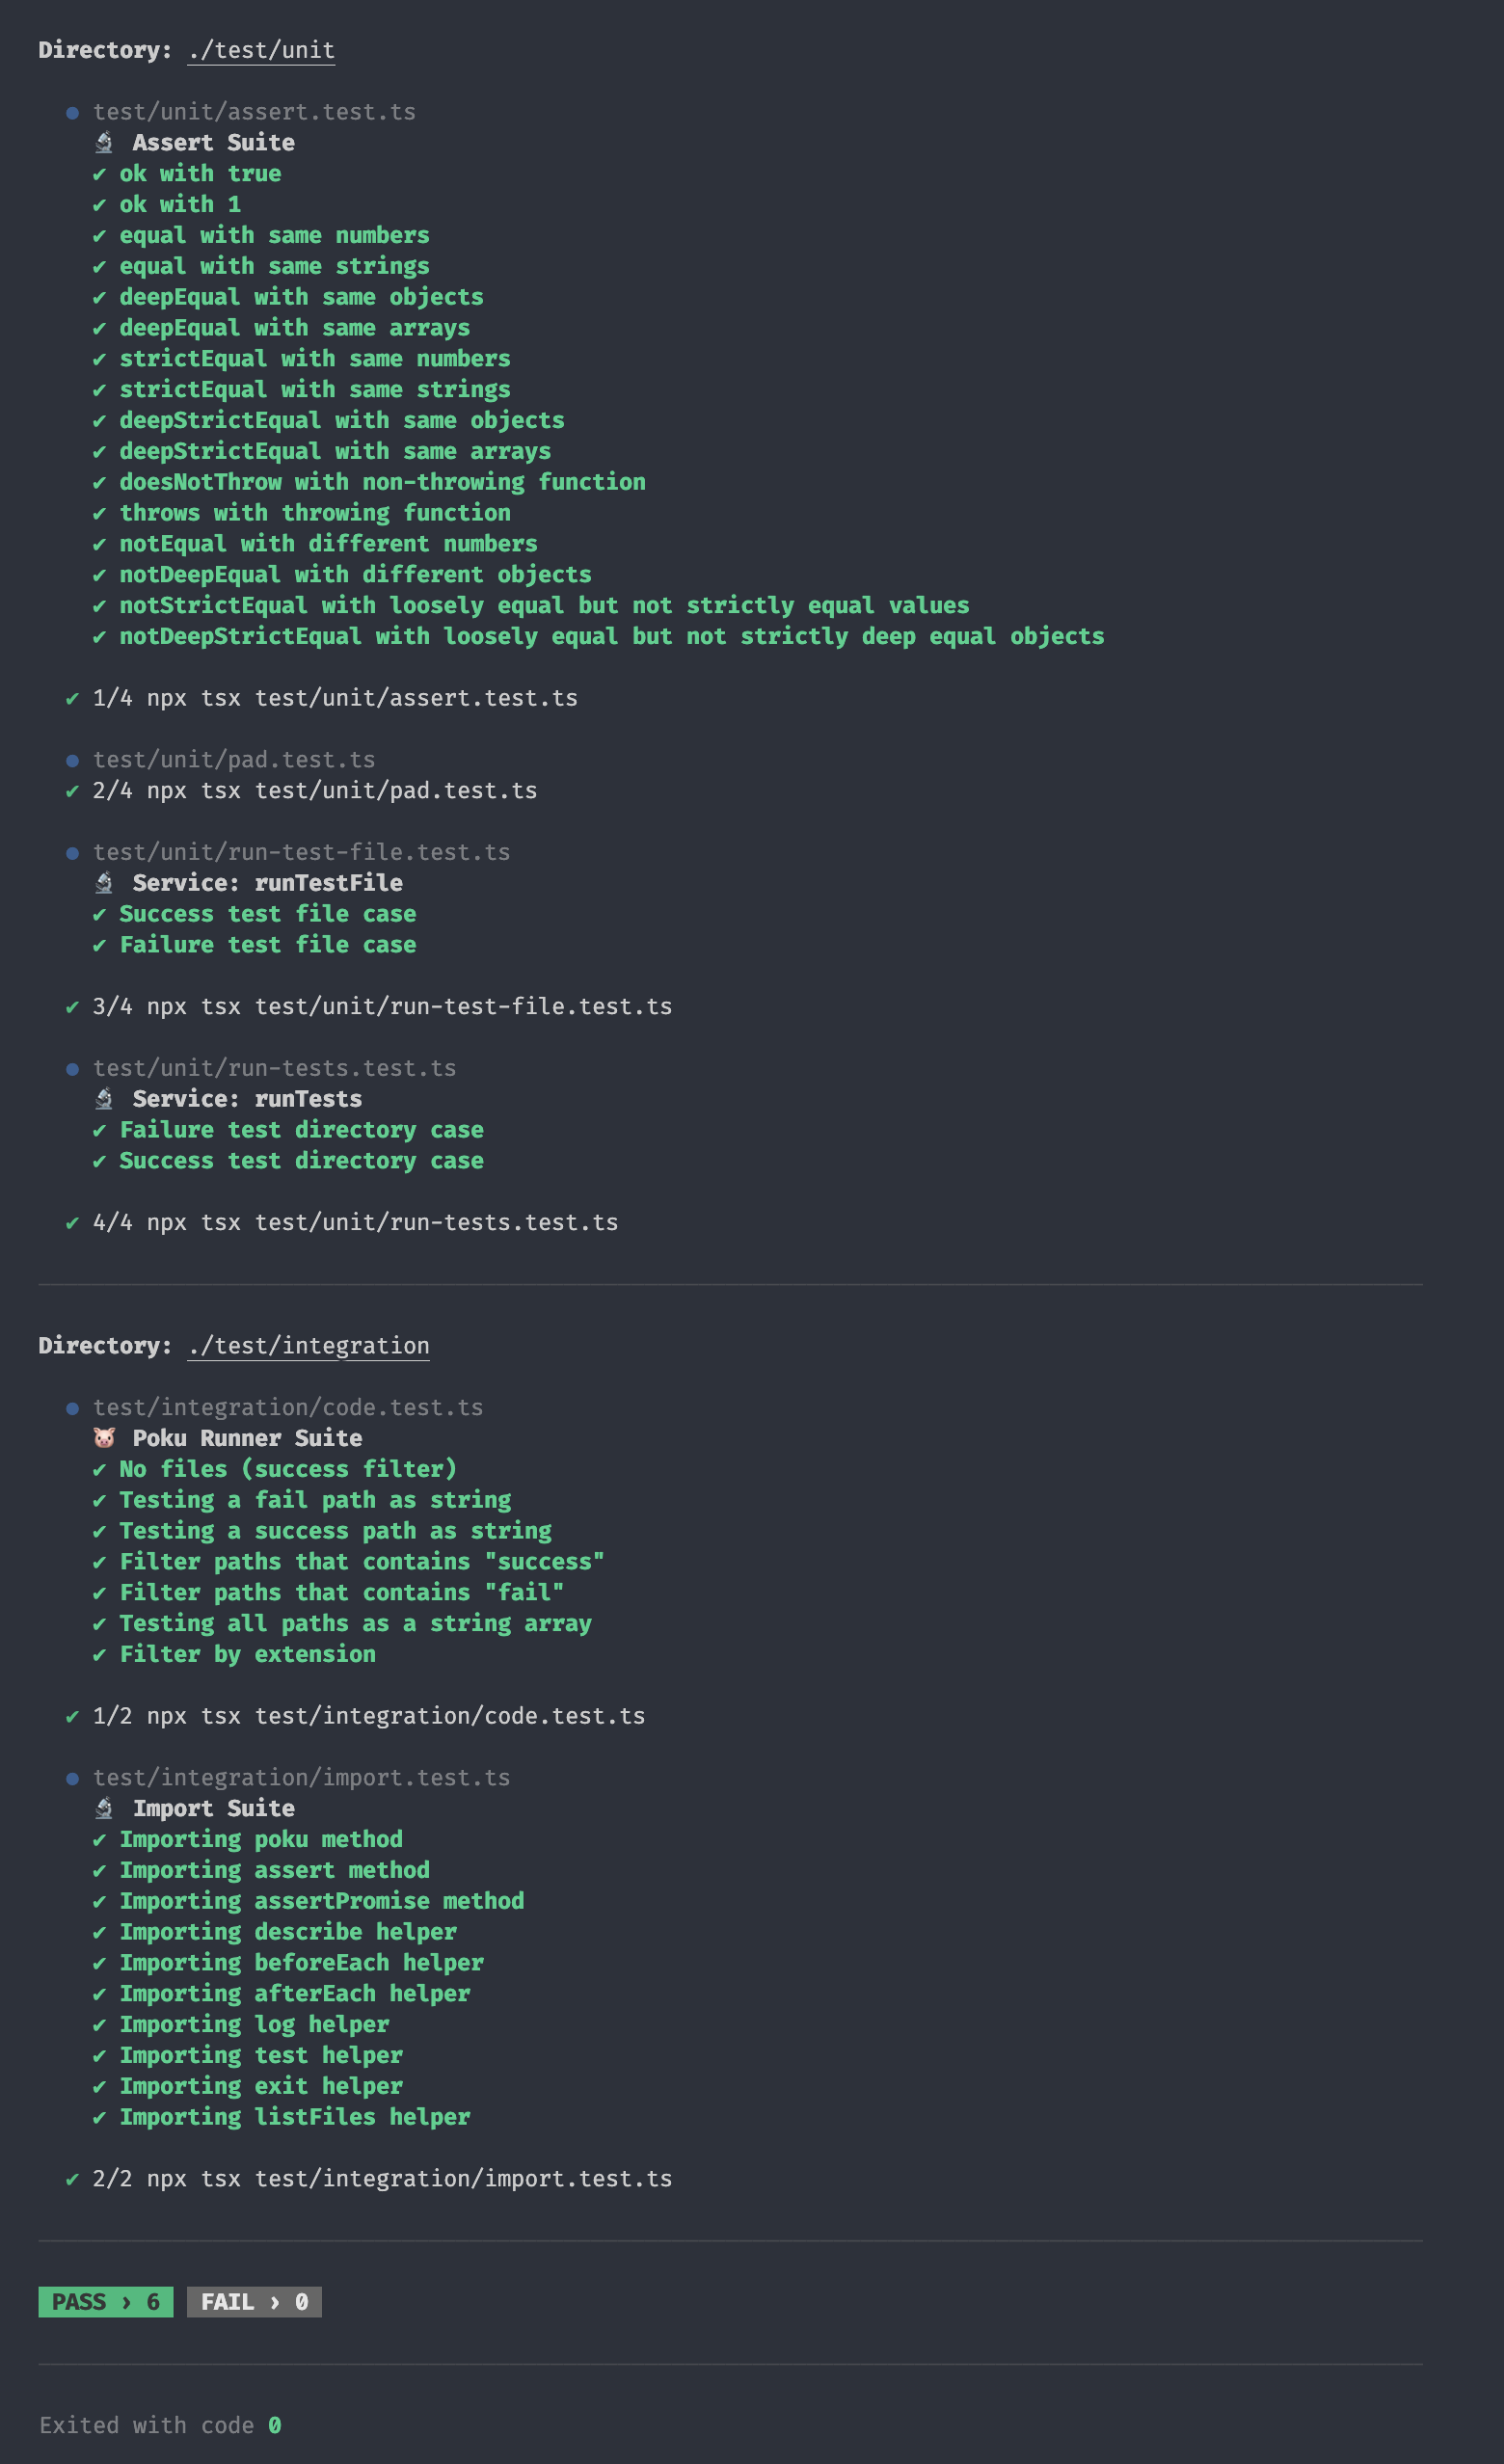 Directory: ./test/unit
● test/unit/assert.test.ts
🔬 Assert Suite
✔ ok with true
✔ ok with 1
✔ equal with same numbers
✔ equal with same strings
✔ deepEqual with same objects
✔ deepEqual with same arrays
✔ strictEqual with same numbers
✔ strictEqual with same strings
✔ deepStrictEqual with same objects
✔ deepStrictEqual with same arrays
✔ doesNotThrow with non-throwing function
✔ throws with throwing function
✔ notEqual with different numbers
✔ notDeepEqual with different objects
✔ notStrictEqual with loosely equal but not strictly equal values
✔ notDeepStrictEqual with loosely equal but not strictly deep equal objects
✔ 1/4 npx tsx test/unit/assert.test.ts
● test/unit/pad.test.ts
✔ 2/4 npx tsx test/unit/pad.test.ts
● test/unit/run-test-file.test.ts
🔬 Service: runTestFile
✔ Success test file case
✔ Failure test file case
✔ 3/4 npx tsx test/unit/run-test-file.test.ts
● test/unit/run-tests.test.ts
🔬 Service: runTests
✔ Failure test directory case
✔ Success test directory case
✔ 4/4 npx tsx test/unit/run-tests.test.ts
Directory: ./test/integration
● test/integration/code.test.ts
🐷 Poku Runner Suite
✔ No files (success filter)
✔ Testing a fail path as string
✔ Testing a success path as string
✔ Filter paths that contains "success"
✔ Filter paths that contains "fail"
✔ Testing all paths as a string array
✔ Filter by extension
✔ 1/2 npx tsx test/integration/code.test.ts
● test/integration/import.test.ts
🔬 Import Suite
✔ Importing poku method
✔ Importing assert method
✔ Importing assertPromise method
✔ Importing describe helper
✔ Importing beforeEach helper
✔ Importing afterEach helper
✔ Importing log helper
✔ Importing test helper
✔ Importing exit helper
✔ Importing listFiles helper
✔ 2/2 npx tsx test/integration/import.test.ts
PASS › 6 FAIL › 0
Exited with code 0